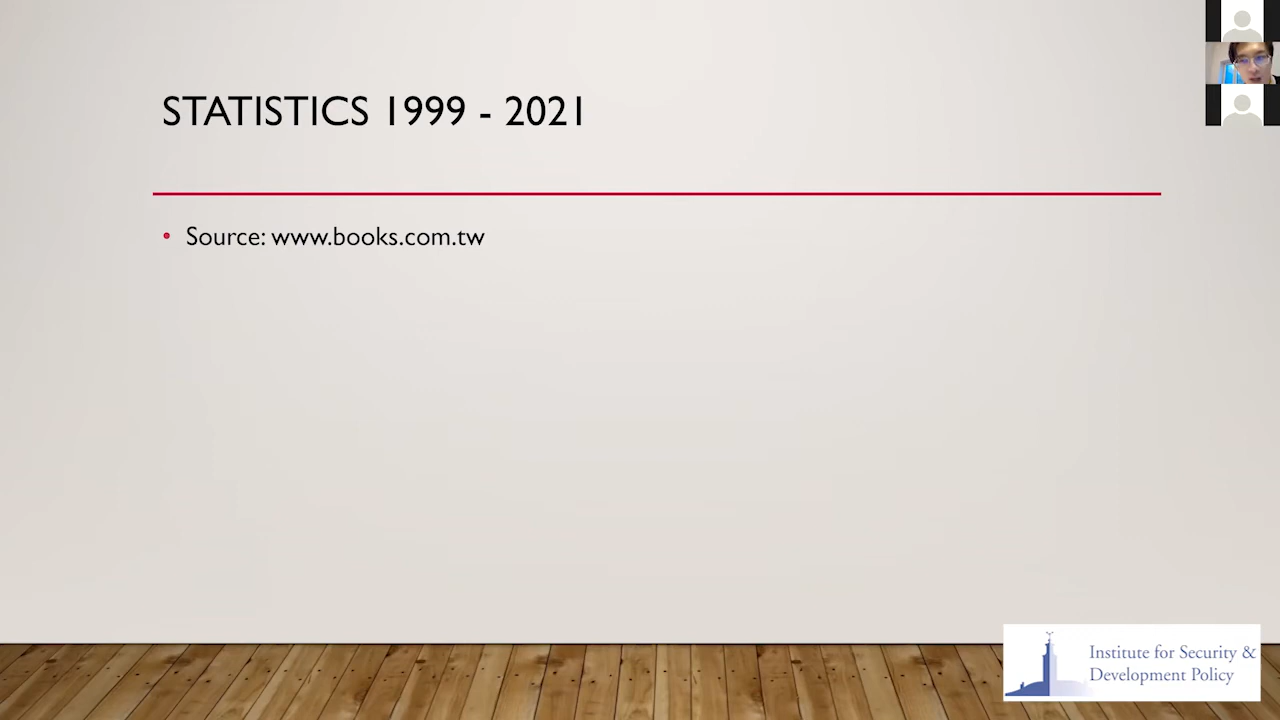 STATISTICS 1999 - 2021
• Source: www.books.com.tw
Institute for Security &
Development Policy